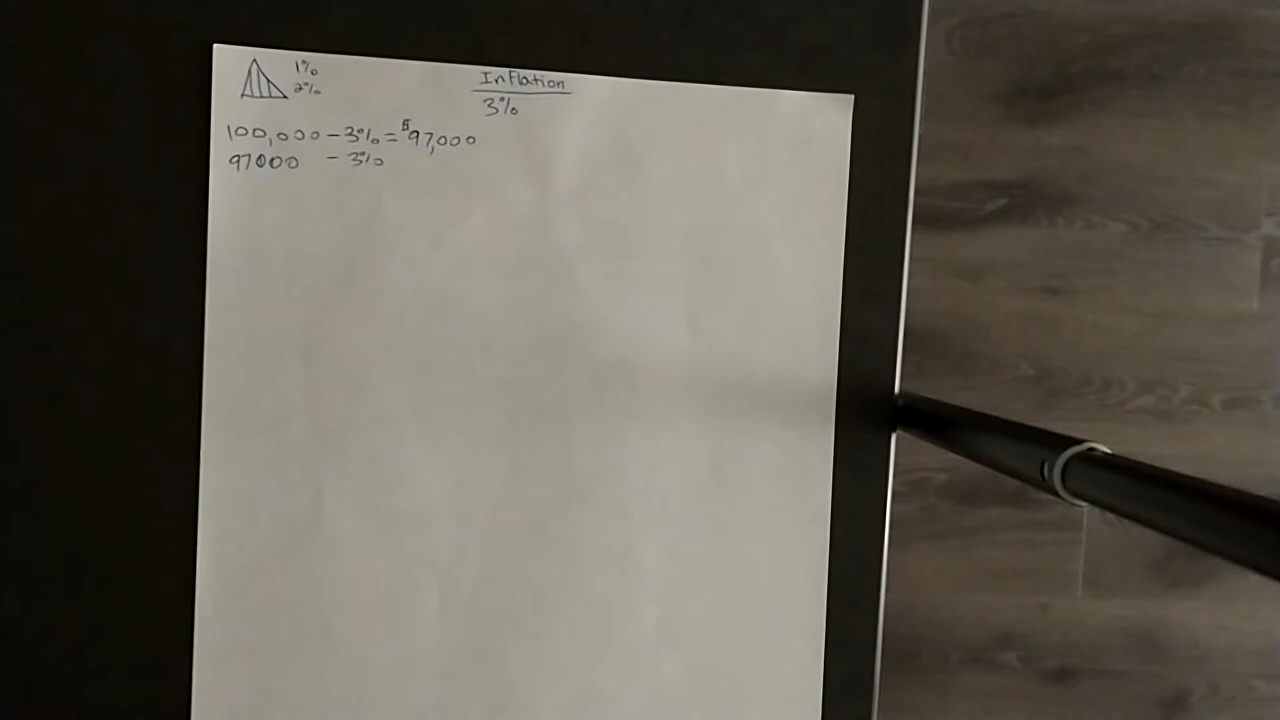 1%
2%
Inflation
3%
100,000 - 3% = $97,000
97000 - 3%